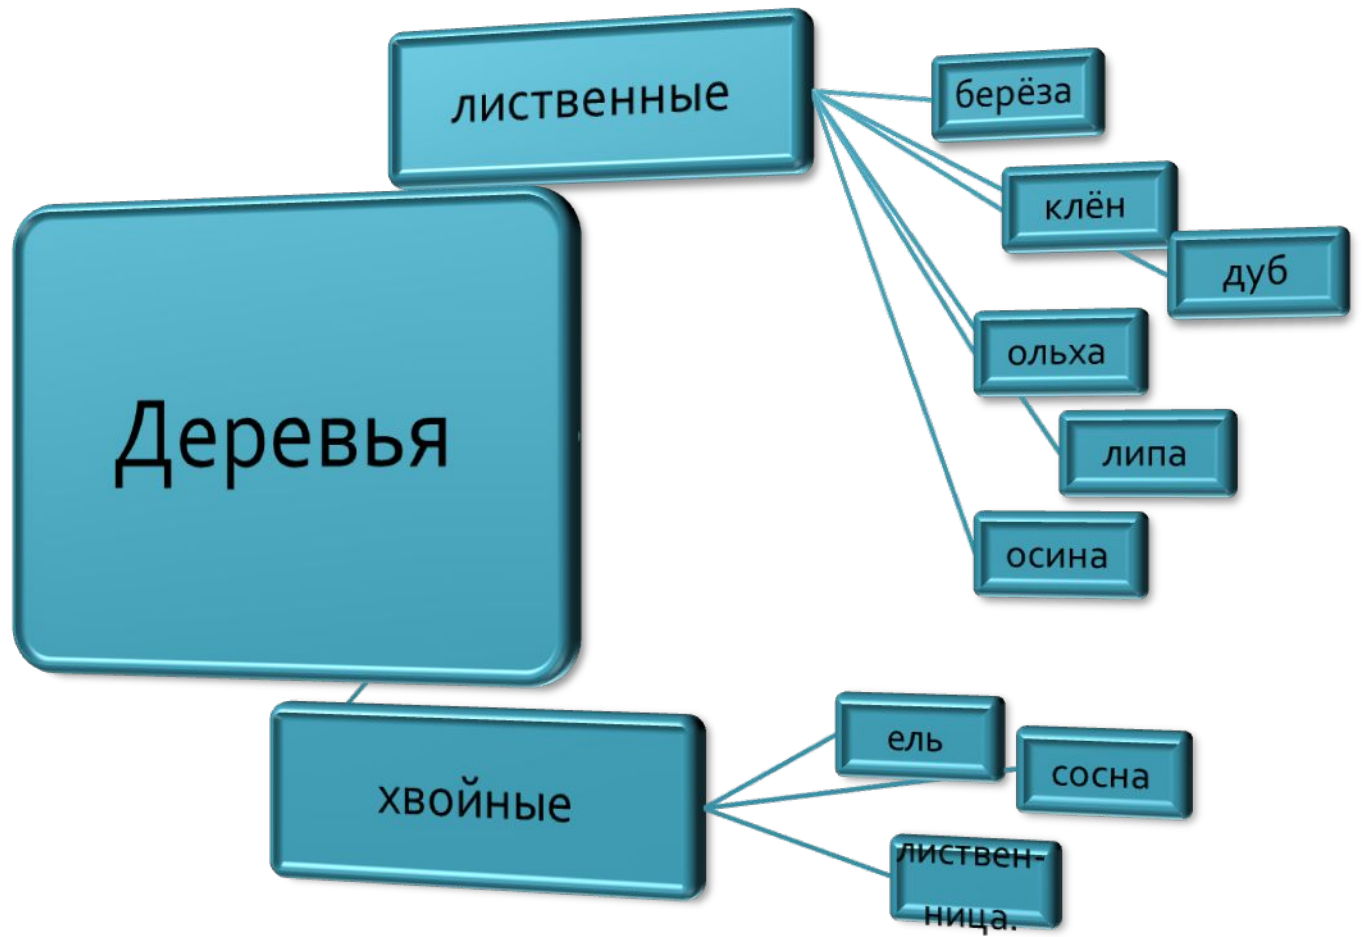 лиственные
берёза
клён
дуб
ольха
липа
осина
Деревья
хвойные
ель
сосна
листвен-
ница.